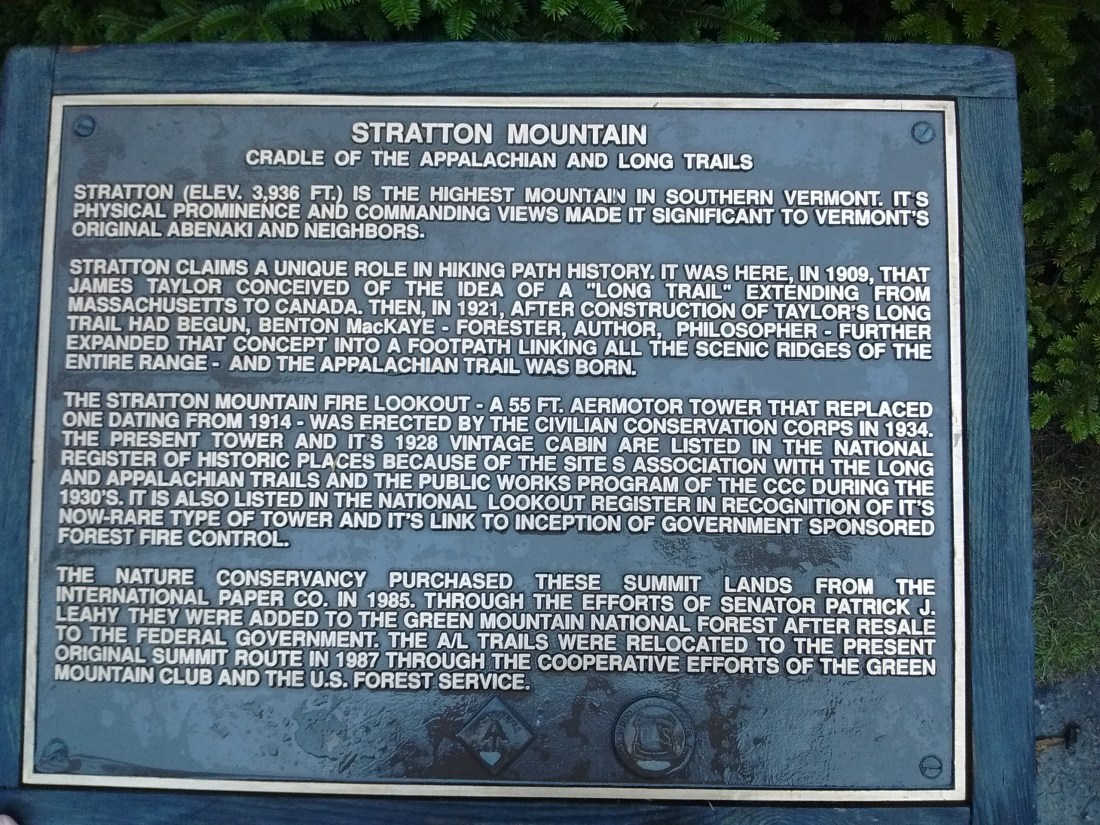 STRATTON MOUNTAIN
CRADLE OF THE APPALACHIAN AND LONG TRAILS
STRATTON (ELEV. 3,936 FT.) IS THE HIGHEST MOUNTAIN IN SOUTHERN VERMONT. IT'S
PHYSICAL PROMINENCE AND COMMANDING VIEWS MADE IT SIGNIFICANT TO VERMONT'S
ORIGINAL ABENAKI AND NEIGHBORS.
STRATTON CLAIMS A UNIQUE ROLE IN HIKING PATH HISTORY. IT WAS HERE, IN 1909, THAT
JAMES TAYLOR CONCEIVED OF THE IDEA OF A "LONG TRAIL" EXTENDING FROM
MASSACHUSETTS TO CANADA. THEN, IN 1921, AFTER CONSTRUCTION OF TAYLOR'S LONG
TRAIL HAD BEGUN, BENTON MacKAYE - FORESTER, AUTHOR, PHILOSOPHER - FURTHER
EXPANDED THAT CONCEPT INTO A FOOTPATH LINKING ALL THE SCENIC RIDGES OF THE
ENTIRE RANGE - AND THE APPALACHIAN TRAIL WAS BORN.
THE STRATTON MOUNTAIN FIRE LOOKOUT - A 55 FT. AERMOTOR TOWER THAT REPLACED
ONE DATING FROM 1914 - WAS ERECTED BY THE CIVILIAN CONSERVATION CORPS IN 1934.
THE PRESENT TOWER AND IT'S 1928 VINTAGE CABIN ARE LISTED IN THE NATIONAL
REGISTER OF HISTORIC PLACES BECAUSE OF THE SITE S ASSOCIATION WITH THE LONG
AND APPALACHIAN TRAILS AND THE PUBLIC WORKS PROGRAM OF THE CCC DURING THE
1930'S. IT IS ALSO LISTED IN THE NATIONAL LOOKOUT REGISTER IN RECOGNITION OF IT'S
NOW-RARE TYPE OF TOWER AND IT'S LINK TO INCEPTION OF GOVERNMENT SPONSORED
FOREST FIRE CONTROL.
THE NATURE CONSERVANCY PURCHASED THESE SUMMIT LANDS FROM THE
INTERNATIONAL PAPER CO. IN 1985. THROUGH THE EFFORTS OF SENATOR PATRICK J.
LEAHY THEY WERE ADDED TO THE GREEN MOUNTAIN NATIONAL FOREST AFTER RESALE
TO THE FEDERAL GOVERNMENT. THE A/L TRAILS WERE RELOCATED TO THE PRESENT
ORIGINAL SUMMIT ROUTE IN 1987 THROUGH THE COOPERATIVE EFFORTS OF THE GREEN
MOUNTAIN CLUB AND THE U.S. FOREST SERVICE.